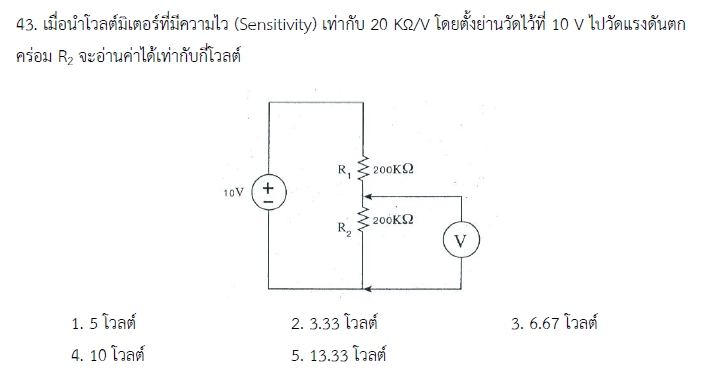 43. เมื่อนำโวลต์มิเตอร์ที่มีความไว (Sensitivity) เท่ากับ 20 KΩ/V โดยตั้งย่านวัดไว้ที่ 10 V ไปวัดแรงดันตก
คร่อม R₂ จะอ่านค่าได้เท่ากับกี่โวลต์
R₁ 200KΩ
10V + −
R₂ 200KΩ
V
1. 5 โวลต์ 2. 3.33 โวลต์ 3. 6.67 โวลต์
4. 10 โวลต์ 5. 13.33 โวลต์